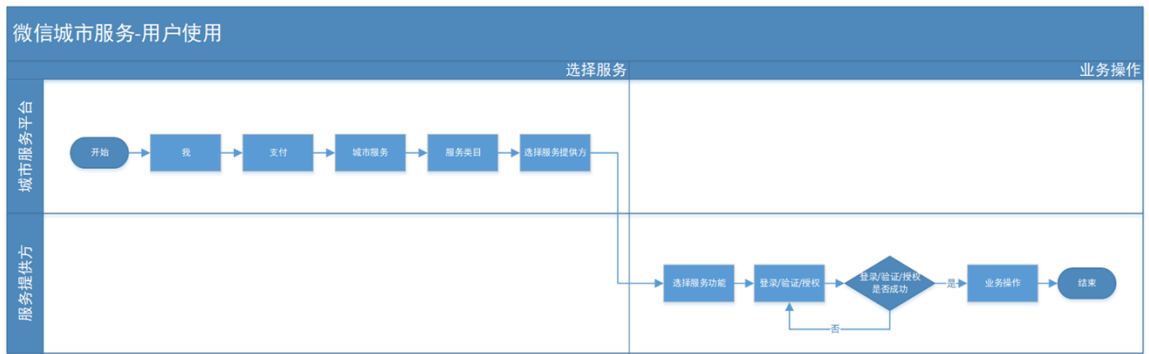 微信城市服务-用户使用
选择服务
业务操作
城市服务平台
开始
我
支付
城市服务
服务类目
选择服务提供方
服务提供方
选择服务功能
登录/验证/授权
登录/验证/授权
是否成功
是
业务操作
结束
否